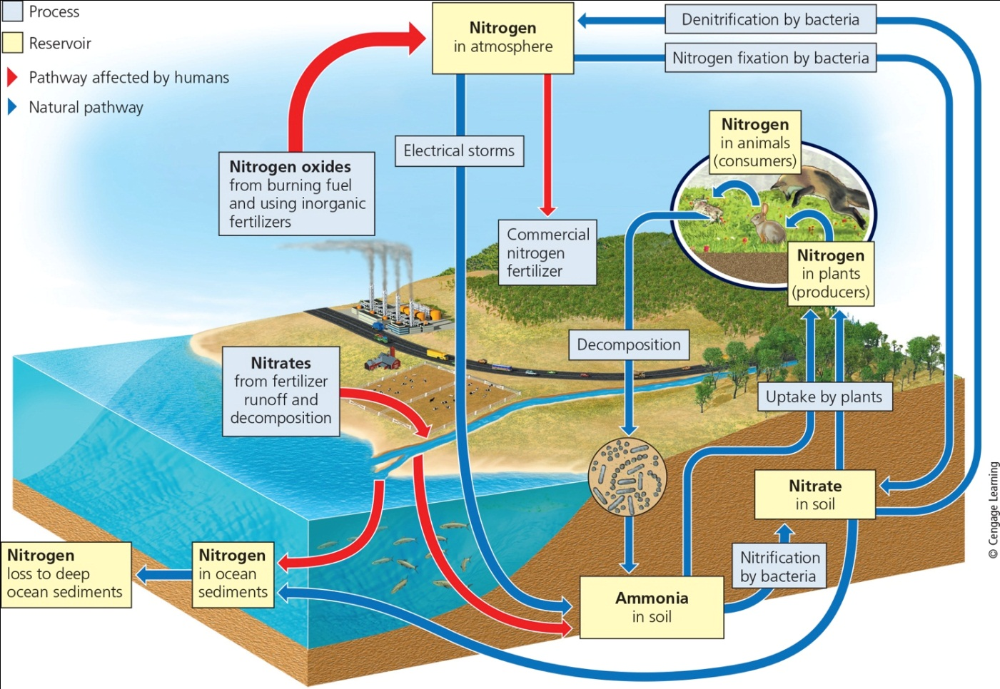 Process
Reservoir
Pathway affected by humans
Natural pathway
Nitrogen
in atmosphere
Denitrification by bacteria
Nitrogen fixation by bacteria
Nitrogen
in animals
(consumers)
Electrical storms
Nitrogen oxides
from burning fuel
and using inorganic
fertilizers
Commercial
nitrogen
fertilizer
Nitrogen
in plants
(producers)
Decomposition
Nitrates
from fertilizer
runoff and
decomposition
Uptake by plants
Nitrate
in soil
Nitrogen
loss to deep
ocean sediments
Nitrogen
in ocean
sediments
Nitrification
by bacteria
Ammonia
in soil
© Cengage Learning